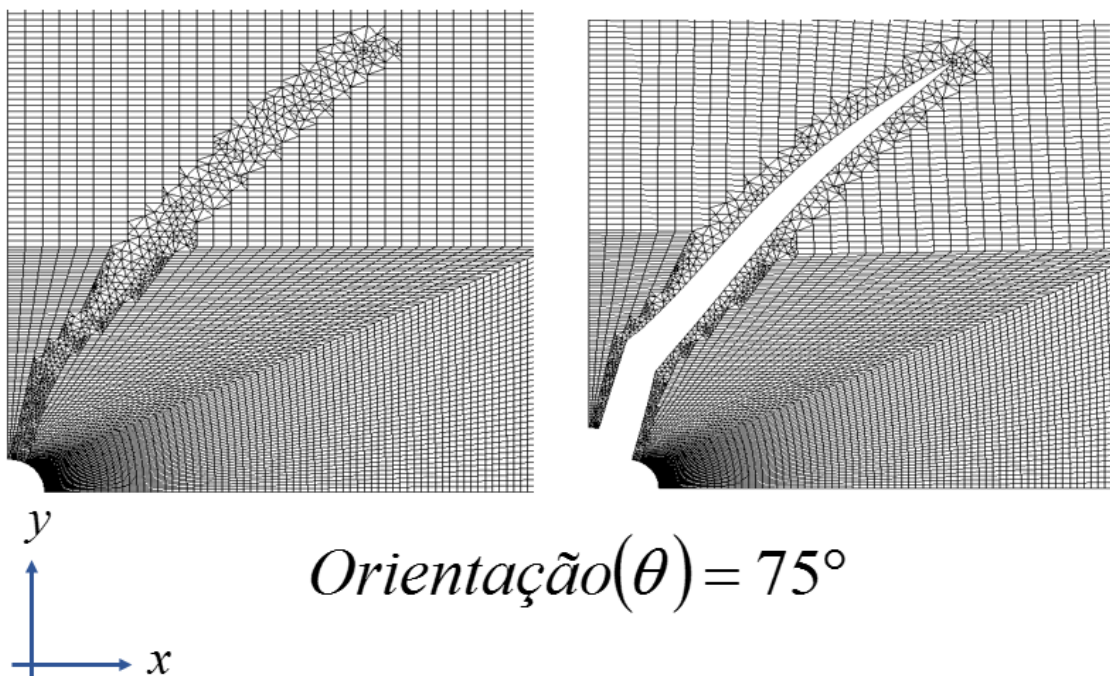 y
Orientação(θ) = 75°
x